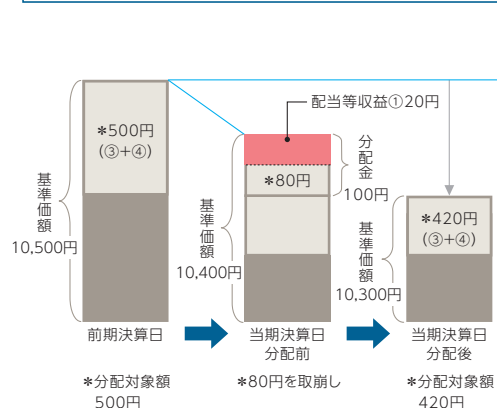 *500円
(③+④)
基準価額
10,500円
前期決算日
*分配対象額
500円
配当等収益①20円
*80円
分配金
100円
基準価額
10,400円
当期決算日
分配前
*80円を取崩し
*420円
(③+④)
基準価額
10,300円
当期決算日
分配後
*分配対象額
420円